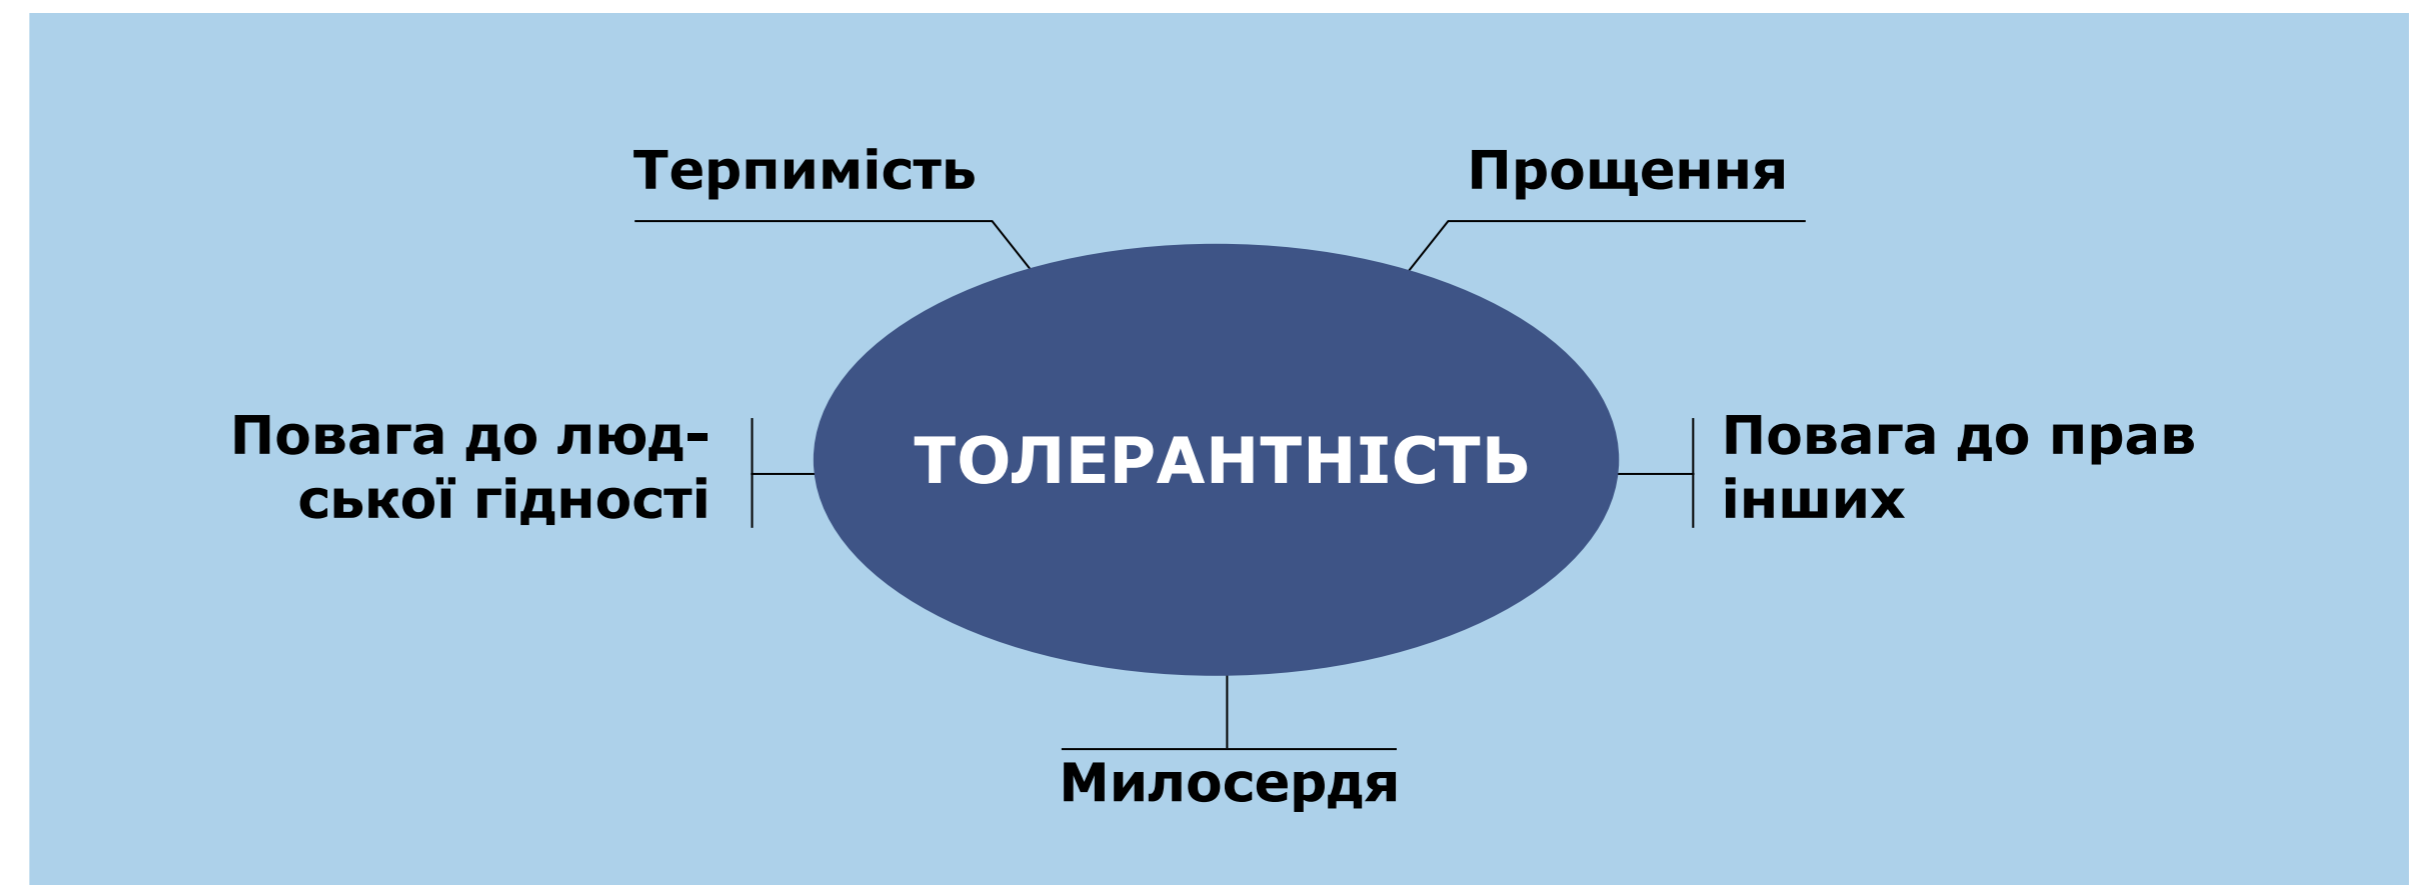 Терпимість
Прощення
Повага до люд-
ської гідності
ТОЛЕРАНТНІСТЬ
Повага до прав
інших
Милосердя